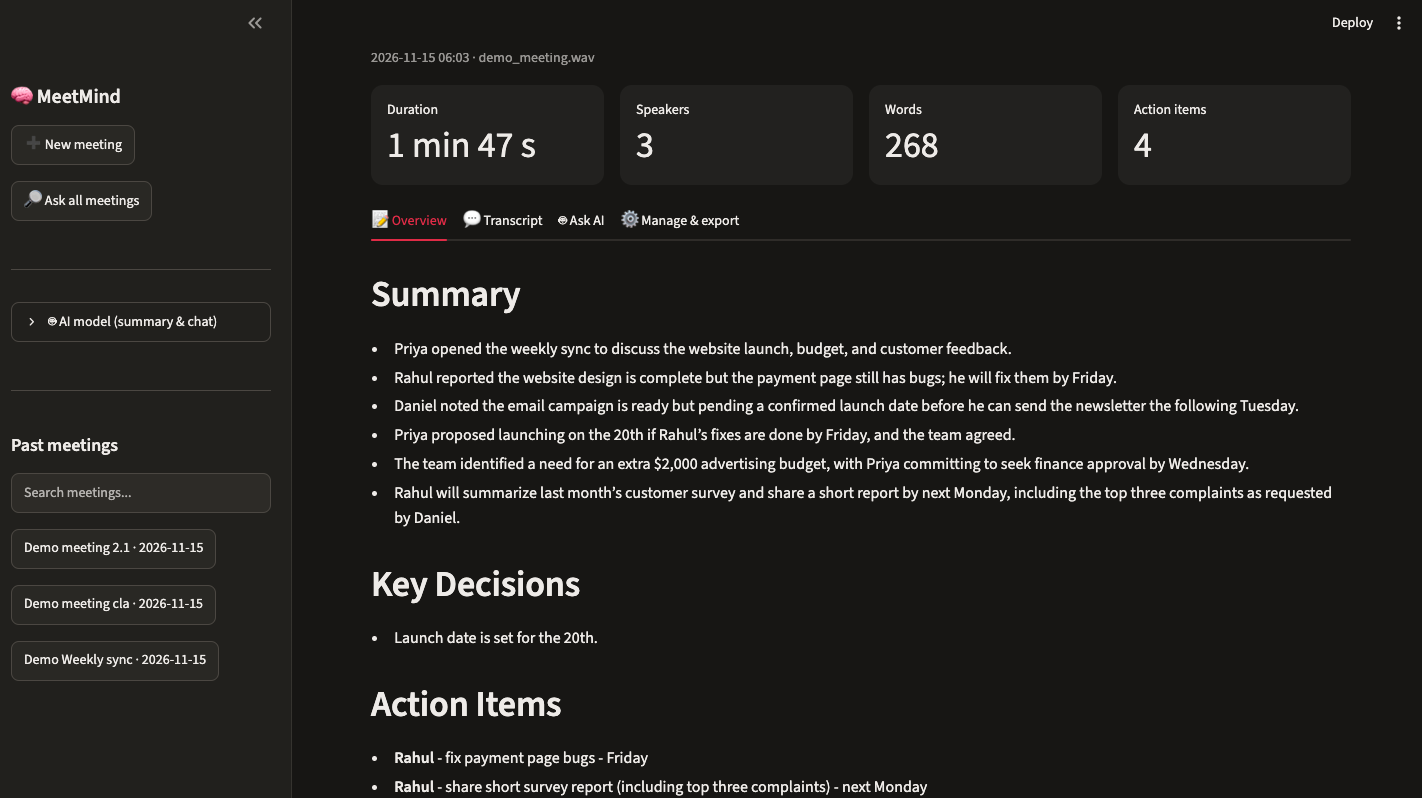 Deploy
MeetMind
New meeting
Ask all meetings
AI model (summary & chat)
Past meetings
Search meetings...
Demo meeting 2.1 · 2026-11-15
Demo meeting cla · 2026-11-15
Demo Weekly sync · 2026-11-15
2026-11-15 06:03 · demo_meeting.wav
Duration
1 min 47 s
Speakers
3
Words
268
Action items
4
Overview
Transcript
Ask AI
Manage & export
Summary
• Priya opened the weekly sync to discuss the website launch, budget, and customer feedback.
• Rahul reported the website design is complete but the payment page still has bugs; he will fix them by Friday.
• Daniel noted the email campaign is ready but pending a confirmed launch date before he can send the newsletter the following Tuesday.
• Priya proposed launching on the 20th if Rahul’s fixes are done by Friday, and the team agreed.
• The team identified a need for an extra $2,000 advertising budget, with Priya committing to seek finance approval by Wednesday.
• Rahul will summarize last month’s customer survey and share a short report by next Monday, including the top three complaints as requested
by Daniel.
Key Decisions
• Launch date is set for the 20th.
Action Items
• Rahul - fix payment page bugs - Friday
• Rahul - share short survey report (including top three complaints) - next Monday